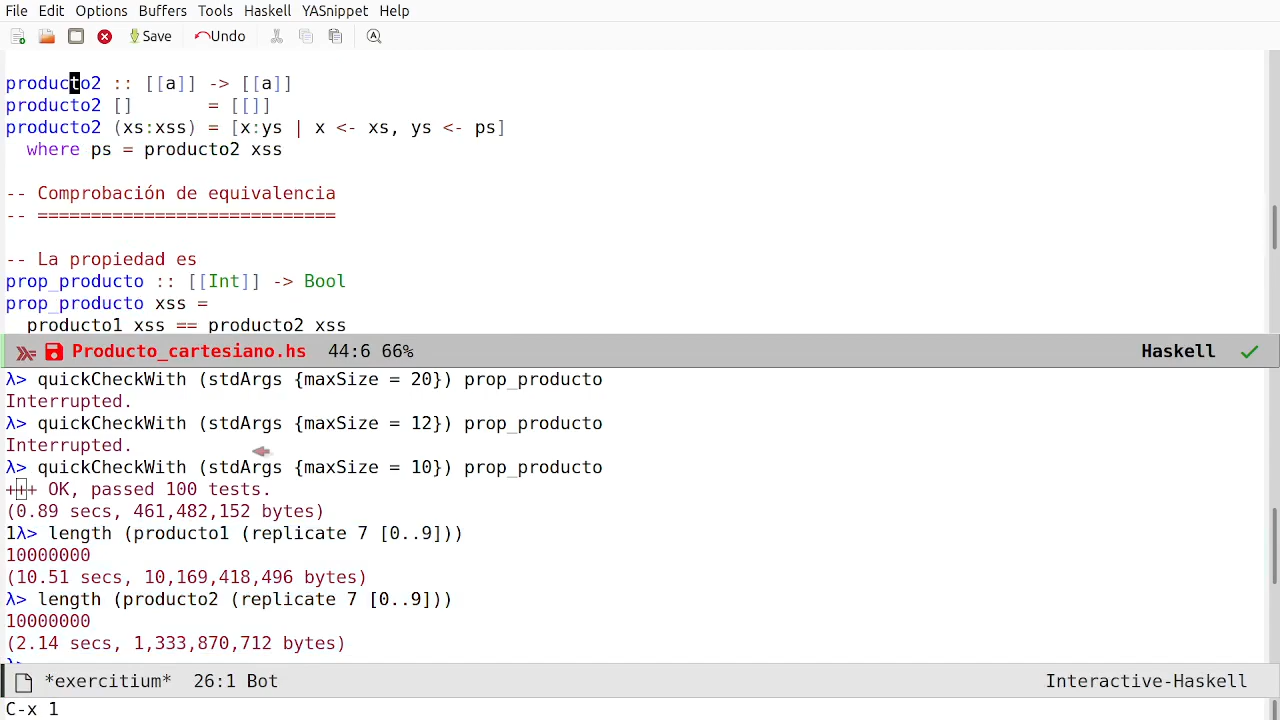 File Edit Options Buffers Tools Haskell YASnippet Help
Save Undo
producto2 :: [[a]] -> [[a]]
producto2 []       = [[]]
producto2 (xs:xss) = [x:ys | x <- xs, ys <- ps]
  where ps = producto2 xss
-- Comprobación de equivalencia
-- ============================
-- La propiedad es
prop_producto :: [[Int]] -> Bool
prop_producto xss =
  producto1 xss == producto2 xss
Producto_cartesiano.hs 44:6 66% Haskell
λ> quickCheckWith (stdArgs {maxSize = 20}) prop_producto
Interrupted.
λ> quickCheckWith (stdArgs {maxSize = 12}) prop_producto
Interrupted.
λ> quickCheckWith (stdArgs {maxSize = 10}) prop_producto
+++ OK, passed 100 tests.
(0.89 secs, 461,482,152 bytes)
1λ> length (producto1 (replicate 7 [0..9]))
10000000
(10.51 secs, 10,169,418,496 bytes)
λ> length (producto2 (replicate 7 [0..9]))
10000000
(2.14 secs, 1,333,870,712 bytes)
λ>
*exercitium* 26:1 Bot Interactive-Haskell
C-x 1